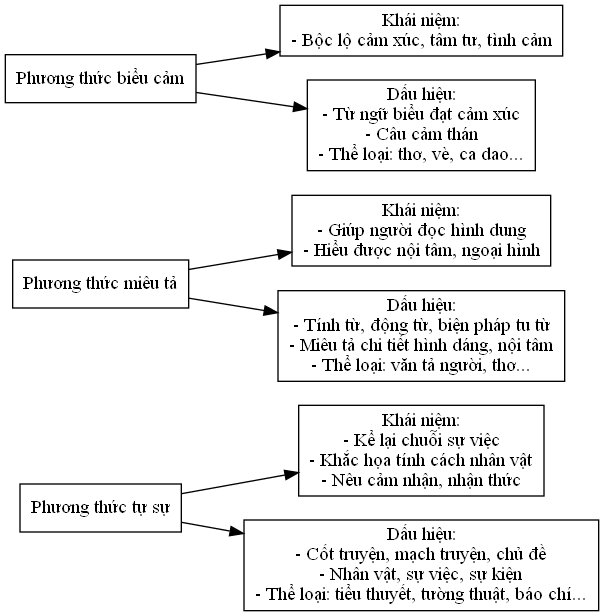 Phương thức biểu cảm
Khái niệm:
- Bộc lộ cảm xúc, tâm tư, tình cảm
Dấu hiệu:
- Từ ngữ biểu đạt cảm xúc
- Câu cảm thán
- Thể loại: thơ, vè, ca dao...
Phương thức miêu tả
Khái niệm:
- Giúp người đọc hình dung
- Hiểu được nội tâm, ngoại hình
Dấu hiệu:
- Tính từ, động từ, biện pháp tu từ
- Miêu tả chi tiết hình dáng, nội tâm
- Thể loại: văn tả người, thơ...
Phương thức tự sự
Khái niệm:
- Kể lại chuỗi sự việc
- Khắc họa tính cách nhân vật
- Nêu cảm nhận, nhận thức
Dấu hiệu:
- Cốt truyện, mạch truyện, chủ đề
- Nhân vật, sự việc, sự kiện
- Thể loại: tiểu thuyết, tường thuật, báo chí...